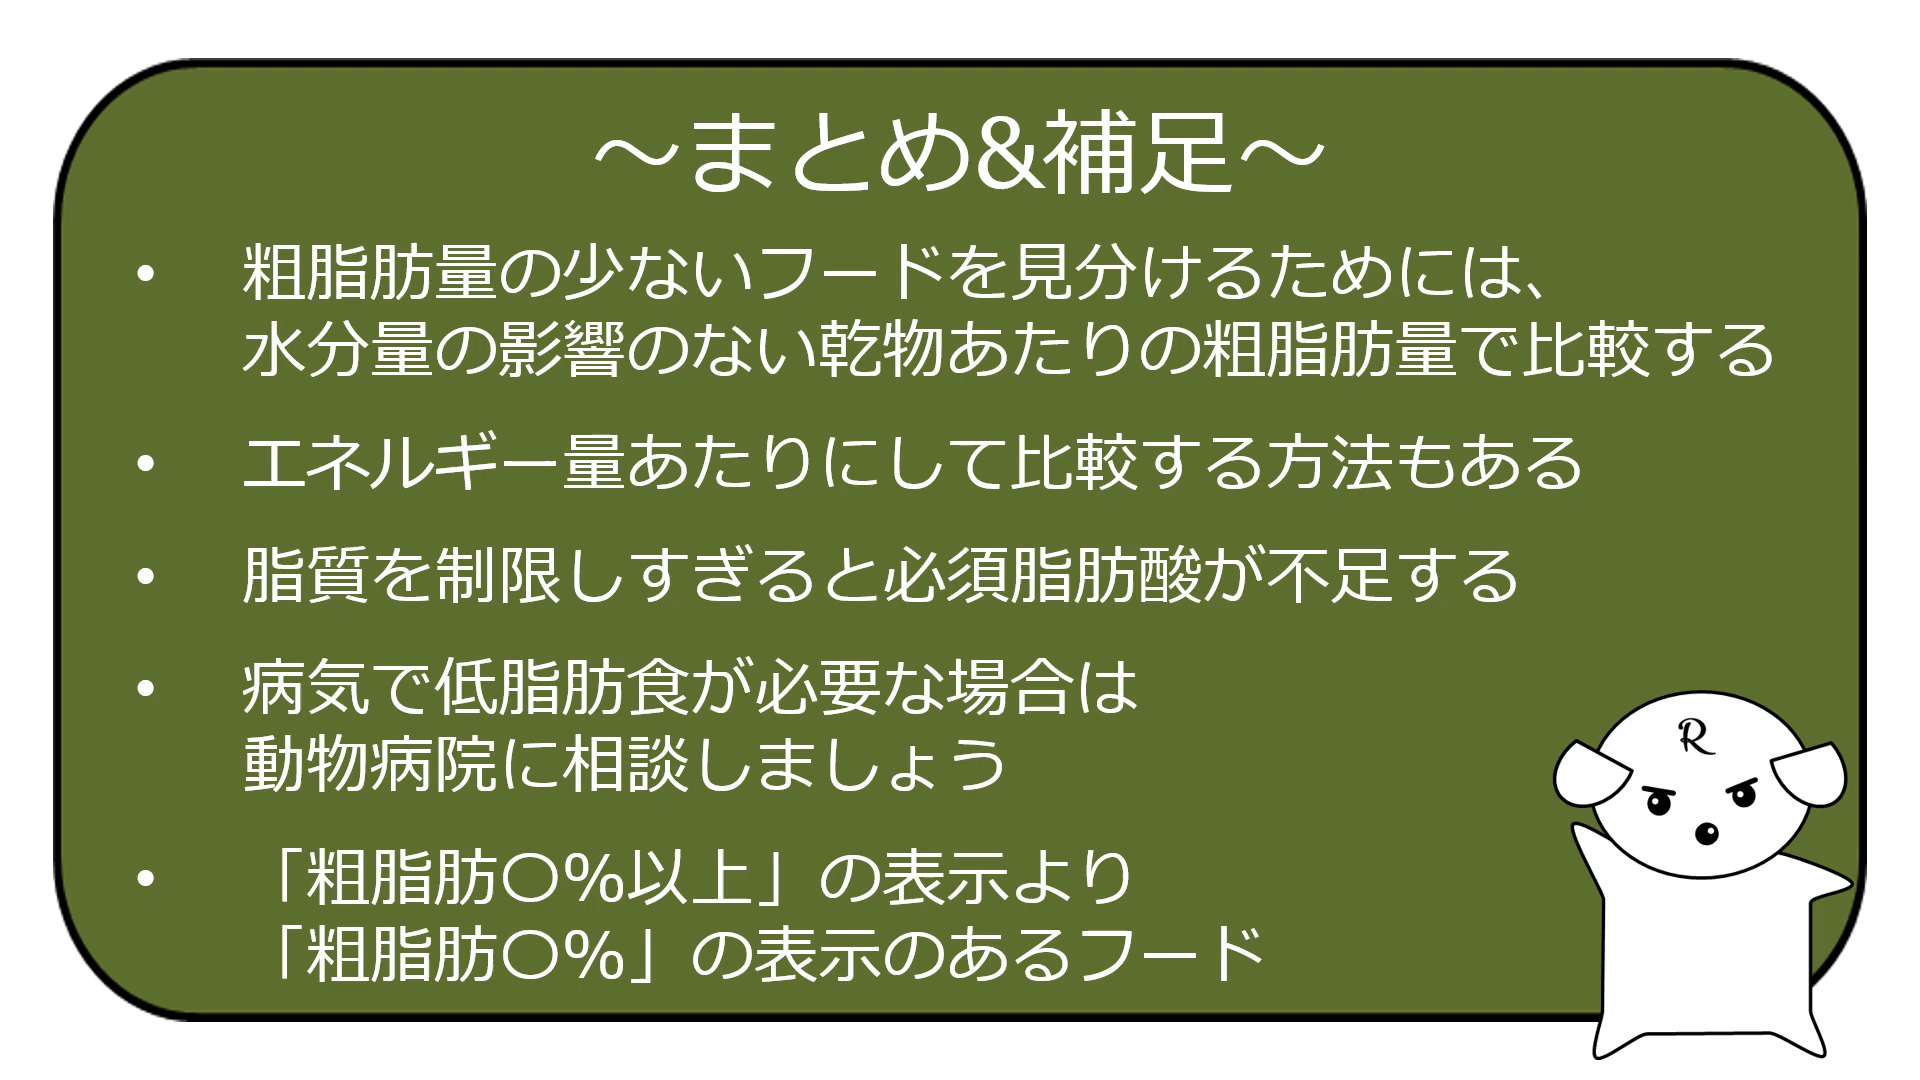 ～まとめ&補足～
• 粗脂肪量の少ないフードを見分けるためには、
水分量の影響のない乾物あたりの粗脂肪量で比較する
• エネルギー量あたりにして比較する方法もある
• 脂質を制限しすぎると必須脂肪酸が不足する
• 病気で低脂肪食が必要な場合は
動物病院に相談しましょう
• 「粗脂肪〇%以上」の表示より
「粗脂肪〇%」の表示のあるフード
R